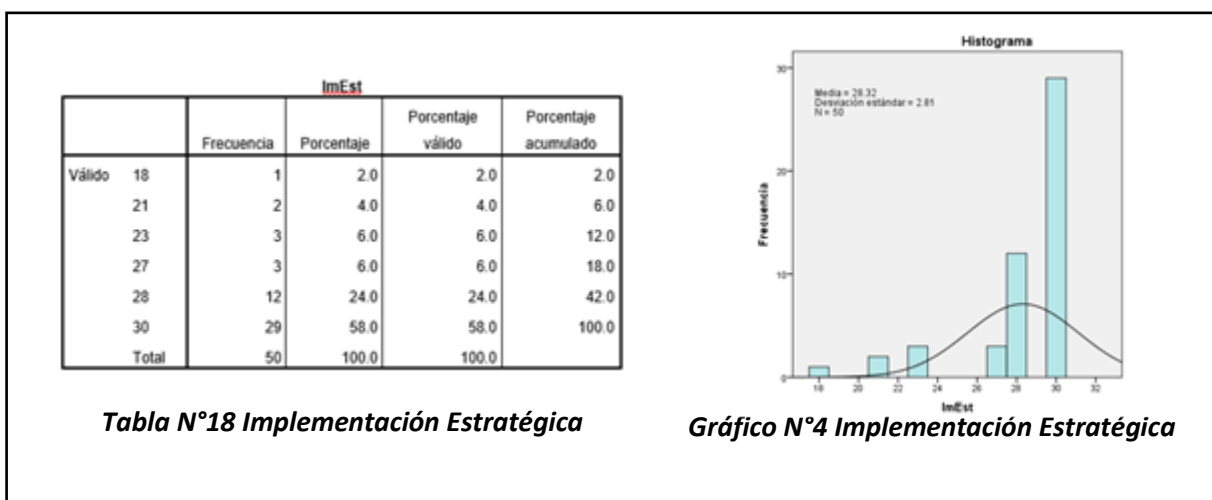 ImEst
Frecuencia Porcentaje Porcentaje válido Porcentaje acumulado
Válido 18 1 2.0 2.0 2.0
21 2 4.0 4.0 6.0
23 3 6.0 6.0 12.0
27 3 6.0 6.0 18.0
28 12 24.0 24.0 42.0
30 29 58.0 58.0 100.0
Total 50 100.0 100.0
Tabla N°18 Implementación Estratégica
Histograma
Media = 28.32
Desviación estándar = 2.81
N = 50
Frecuencia
30
20
10
0
18 20 22 24 26 28 30 32
ImEst
Gráfico N°4 Implementación Estratégica